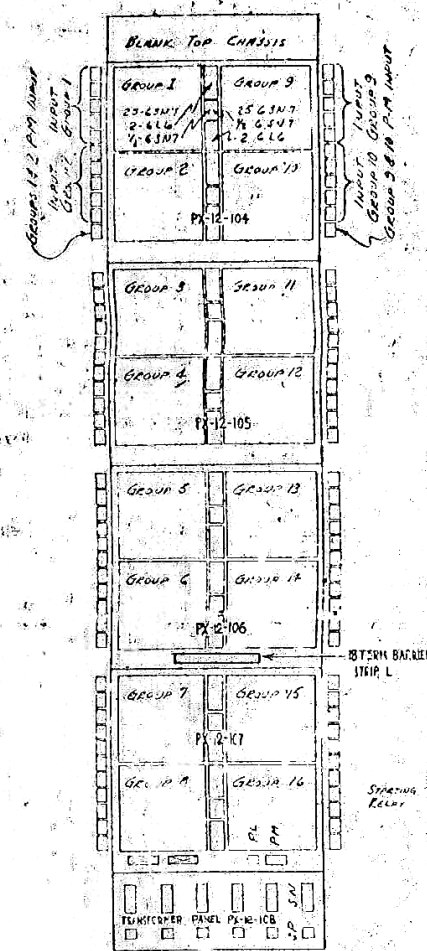 BLANK TOP CHASSIS
GROUPS 1 & 2 P.M. INPUT
INPUT GROUP 1
INPUT GROUP 2
GROUP 1
25-6SN7
2-6L6
½-6SN7
GROUP 9
25 6SN7
½ 6SN7
2 6L6
INPUT GROUP 9
INPUT GROUP 10
GROUP 9 & 10 P.M. INPUT
GROUP 2
GROUP 10
PX-12-104
GROUP 3
GROUP 11
GROUP 4
GROUP 12
PX-12-105
GROUP 5
GROUP 13
GROUP 6
GROUP 14
PX-12-106
TERM BARRIER
STRIP L
GROUP 7
GROUP 15
PX-12-107
GROUP 8
GROUP 16
STARTING
RELAY
PL
PM
SN
TRANSFORMER PANEL PX-12-108
SP